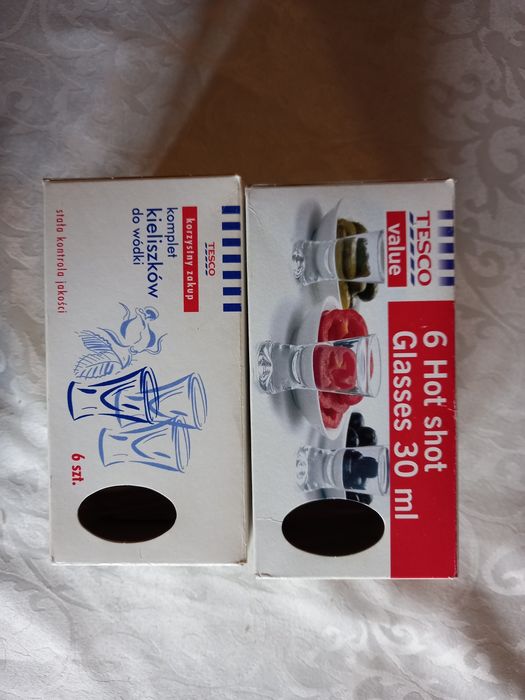 TESCO
korzystny zakup
komplet
kieliszków
do wódki
stała kontrola jakości
6 szt.
TESCO
value
6 Hot shot
Glasses 30 ml